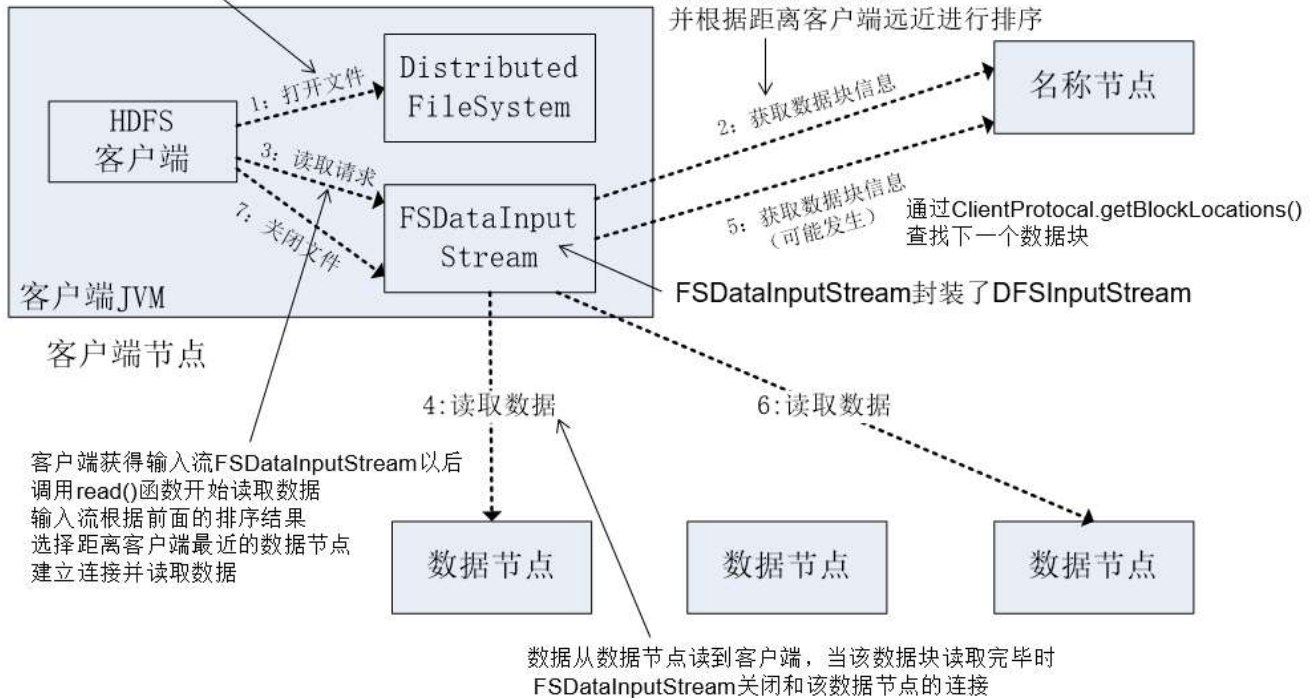 并根据距离客户端远近进行排序
Distributed
FileSystem
名称节点
HDFS
客户端
1: 打开文件
2: 获取数据块信息
3: 读取请求
FSDataInput
Stream
5: 获取数据块信息
(可能发生)
通过ClientProtocal.getBlockLocations()
查找下一个数据块
7: 关闭文件
FSDataInputStream封装了DFSInputStream
客户端JVM
客户端节点
4:读取数据
6:读取数据
客户端获得输入流FSDataInputStream以后
调用read()函数开始读取数据
输入流根据前面的排序结果
选择距离客户端最近的数据节点
建立连接并读取数据
数据节点
数据节点
数据节点
数据从数据节点读到客户端，当该数据块读取完毕时
FSDataInputStream关闭和该数据节点的连接